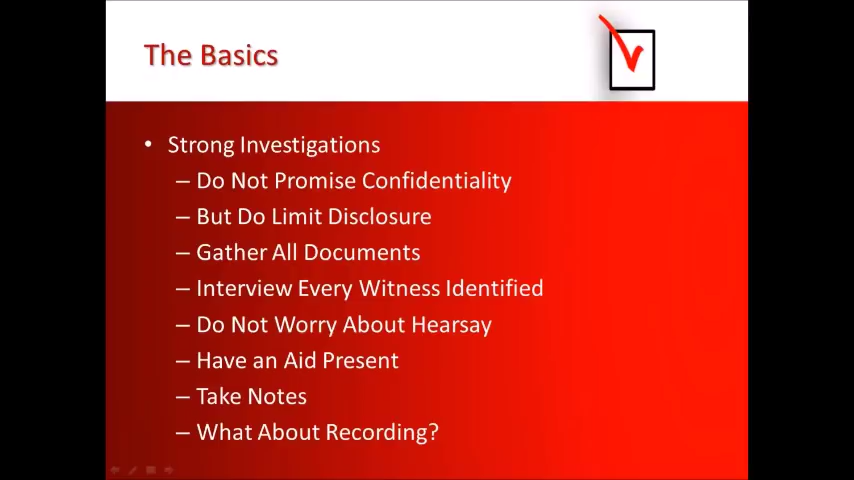 The Basics
• Strong Investigations
– Do Not Promise Confidentiality
– But Do Limit Disclosure
– Gather All Documents
– Interview Every Witness Identified
– Do Not Worry About Hearsay
– Have an Aid Present
– Take Notes
– What About Recording?